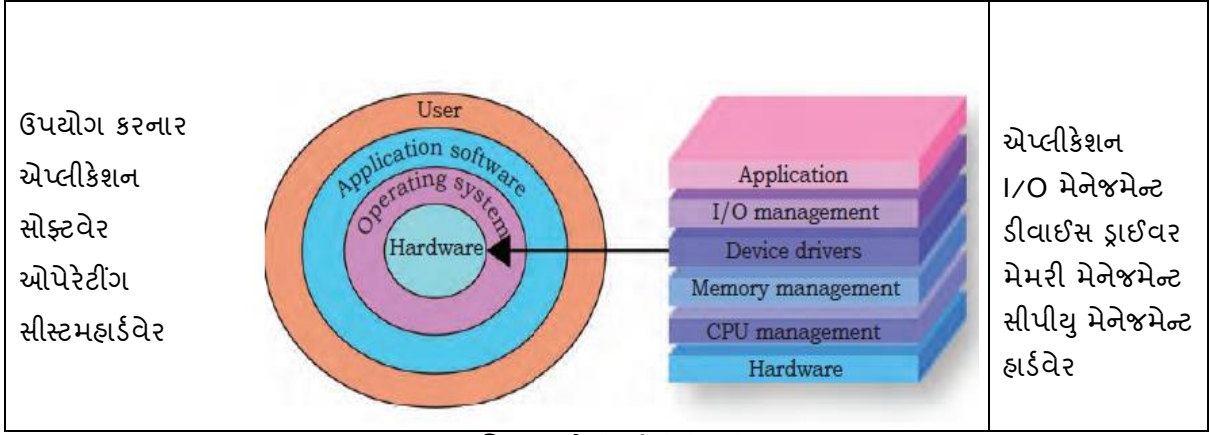 ઉપયોગ કરનાર
એપ્લીકેશન
સોફ્ટવેર
ઓપેરેટીંગ
સીસ્ટમહાર્ડવેર
User
Application software
Operating system
Hardware
Application
I/O management
Device drivers
Memory management
CPU management
Hardware
એપ્લીકેશન
I/O મેનેજમેન્ટ
ડીવાઈસ ડ્રાઈવર
મેમરી મેનેજમેન્ટ
સીપીયુ મેનેજમેન્ટ
હાર્ડવેર